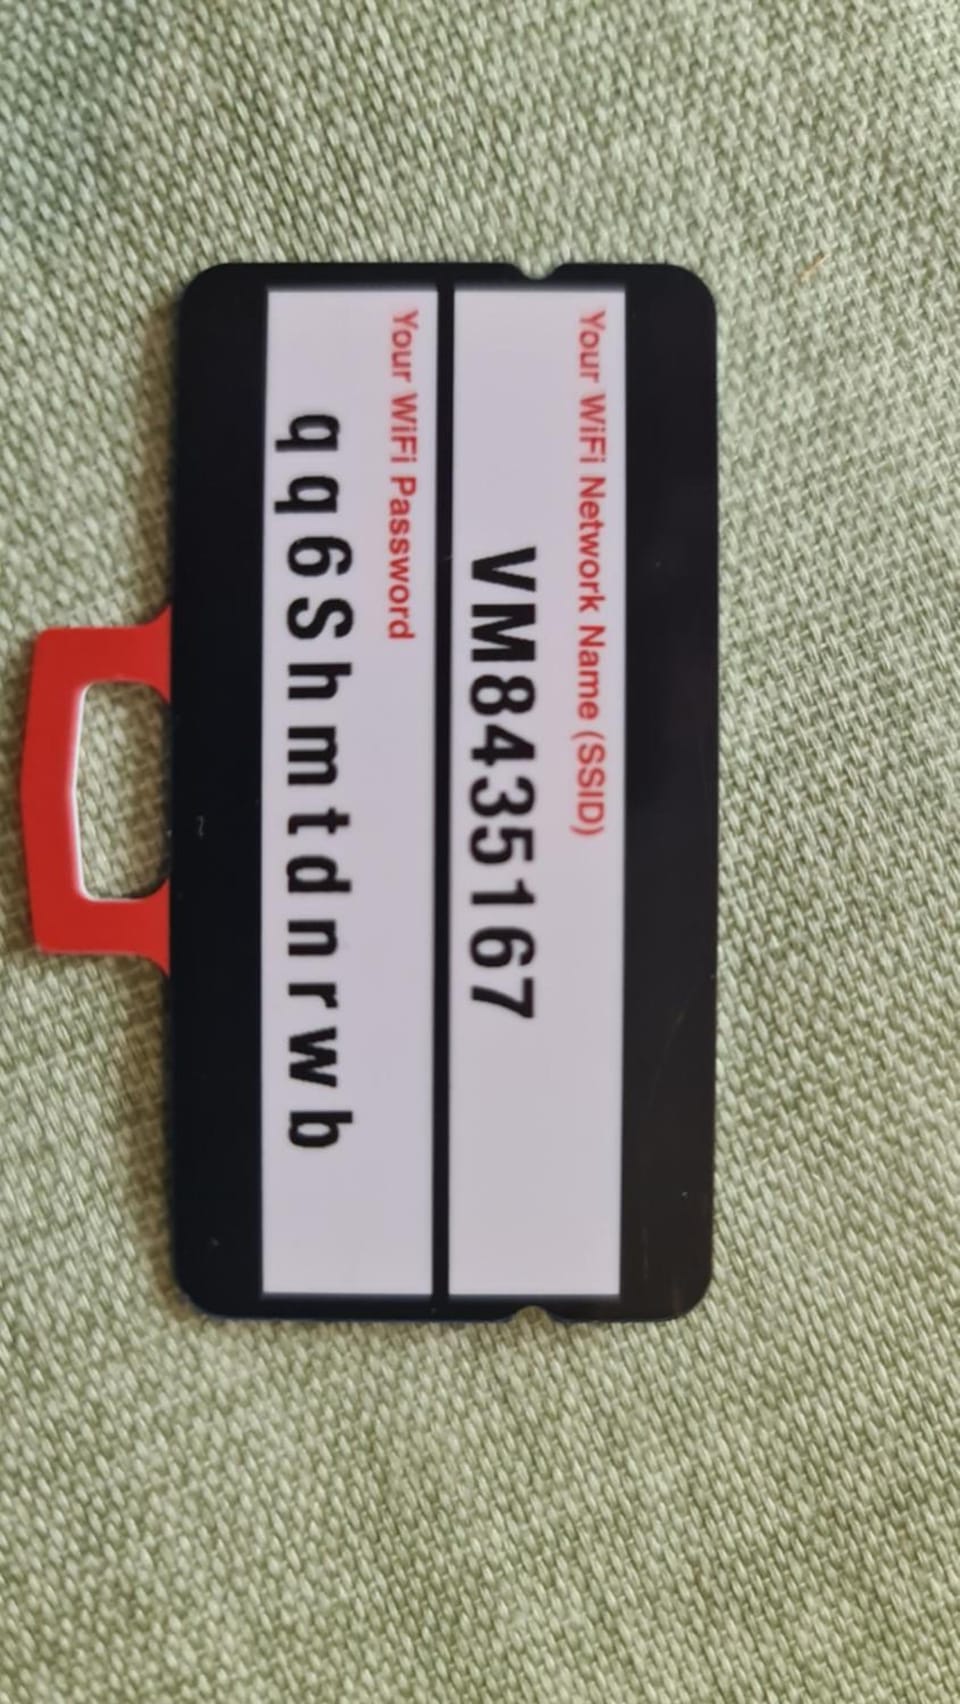 Your WiFi Network Name (SSID)
VM8435167
Your WiFi Password
qq6Shmtdnrwb